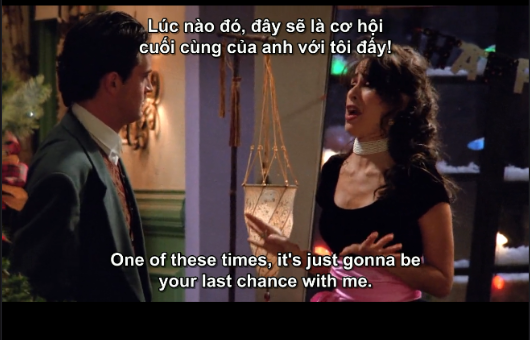 Lúc nào đó, đây sẽ là cơ hội
cuối cùng của anh với tôi đấy!
One of these times, it's just gonna be
your last chance with me.